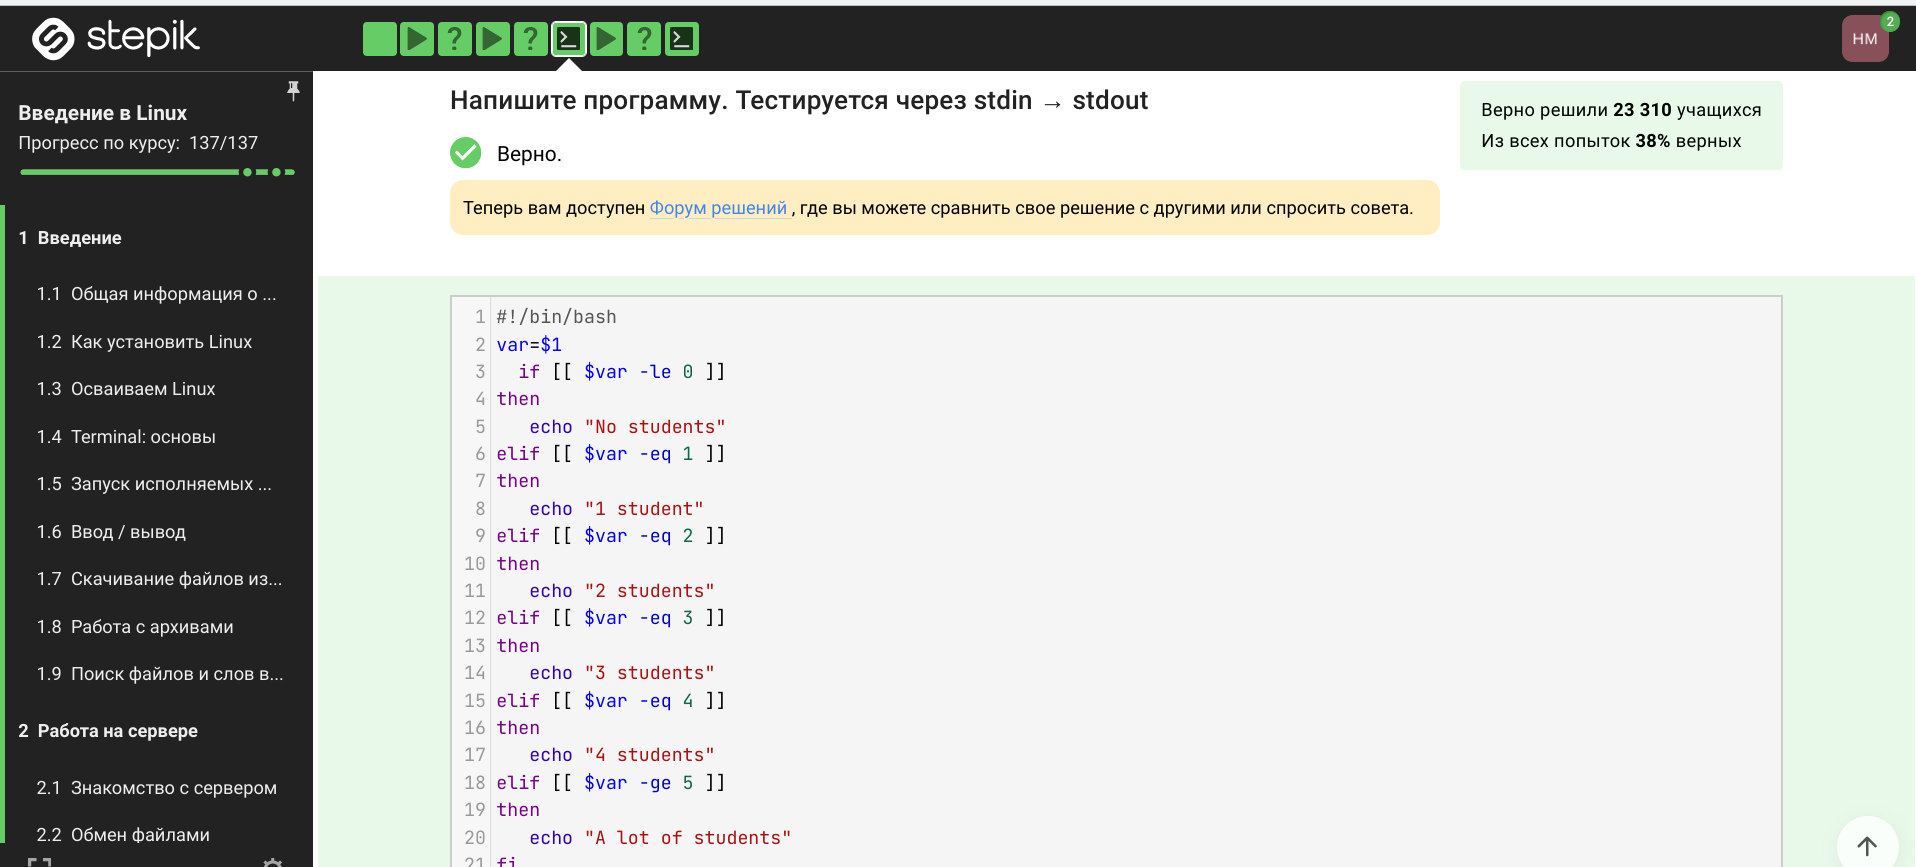 stepik
НМ
2
Введение в Linux
Прогресс по курсу: 137/137
1 Введение
1.1 Общая информация о ...
1.2 Как установить Linux
1.3 Осваиваем Linux
1.4 Terminal: основы
1.5 Запуск исполняемых ...
1.6 Ввод / вывод
1.7 Скачивание файлов из...
1.8 Работа с архивами
1.9 Поиск файлов и слов в...
2 Работа на сервере
2.1 Знакомство с сервером
2.2 Обмен файлами
Напишите программу. Тестируется через stdin → stdout
Верно.
Теперь вам доступен Форум решений , где вы можете сравнить свое решение с другими или спросить совета.
Верно решили 23 310 учащихся
Из всех попыток 38% верных
1 #!/bin/bash
2 var=$1
3   if [[ $var -le 0 ]]
4 then
5    echo "No students"
6 elif [[ $var -eq 1 ]]
7 then
8    echo "1 student"
9 elif [[ $var -eq 2 ]]
10 then
11    echo "2 students"
12 elif [[ $var -eq 3 ]]
13 then
14    echo "3 students"
15 elif [[ $var -eq 4 ]]
16 then
17    echo "4 students"
18 elif [[ $var -ge 5 ]]
19 then
20    echo "A lot of students"
21 fi